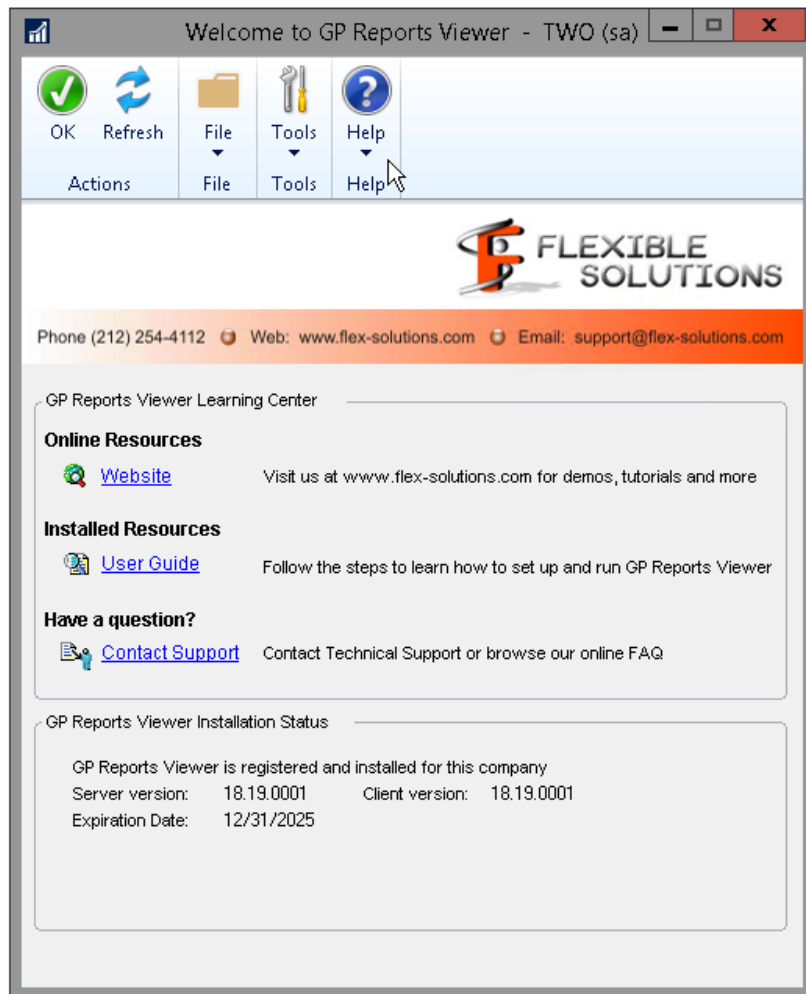 Welcome to GP Reports Viewer - TWO (sa)
OK Refresh File Tools Help
Actions File Tools Help
FLEXIBLE
SOLUTIONS
Phone (212) 254-4112 Web: www.flex-solutions.com Email: support@flex-solutions.com
GP Reports Viewer Learning Center
Online Resources
Website Visit us at www.flex-solutions.com for demos, tutorials and more
Installed Resources
User Guide Follow the steps to learn how to set up and run GP Reports Viewer
Have a question?
Contact Support Contact Technical Support or browse our online FAQ
GP Reports Viewer Installation Status
GP Reports Viewer is registered and installed for this company
Server version: 18.19.0001 Client version: 18.19.0001
Expiration Date: 12/31/2025